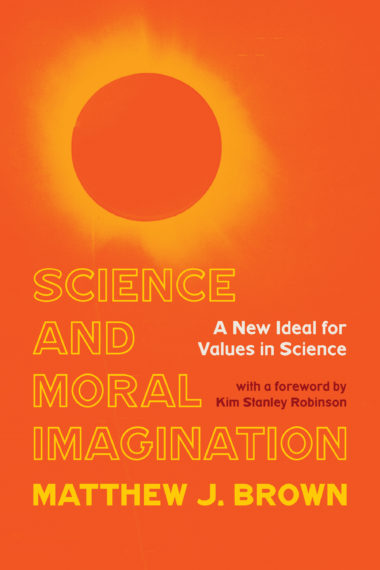 SCIENCE
AND
MORAL
IMAGINATION
A New Ideal for
Values in Science
with a foreword by
Kim Stanley Robinson
MATTHEW J. BROWN